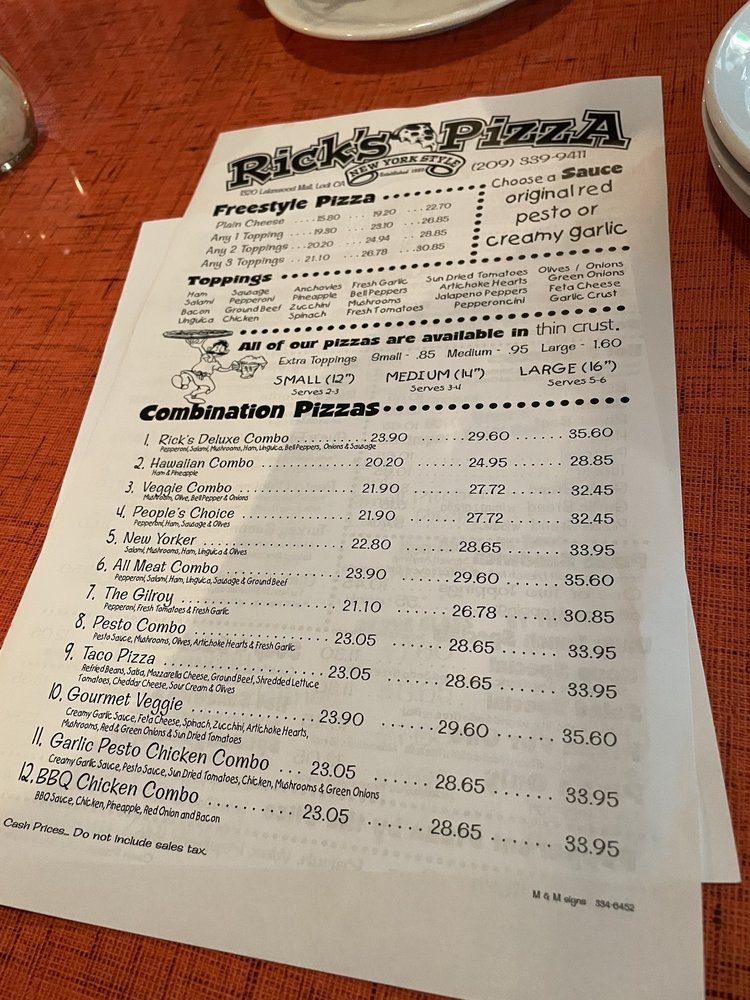 Rick's Pizza
NEW YORK STYLE
Established
1320 Lakewood Mall, Lodi CA
(209) 339-9411
Freestyle Pizza
Plain Cheese ---- 15.80 ... 19.20 ... 22.70
Any 1 Topping ---- 19.30 ... 23.10 ... 26.85
Any 2 Toppings ... 20.20 ... 24.94 ... 28.85
Any 3 Toppings ... 21.10 ... 26.78 ... 30.85
Choose a Sauce
original red
pesto or
creamy garlic
Toppings
Ham Sausage Anchovies Fresh Garlic Sun Dried Tomatoes Olives / Onions
Salami Pepperoni Pineapple Bell Peppers Artichoke Hearts Green Onions
Bacon Ground Beef Zucchini Mushrooms Jalapeno Peppers Feta Cheese
Linguica Chicken Spinach Fresh Tomatoes Pepperoncini Garlic Crust
All of our pizzas are available in thin crust.
Extra Toppings Small - .85 Medium - .95 Large - 1.60
SMALL (12") MEDIUM (14") LARGE (16")
Serves 2-3 Serves 3-4 Serves 5-6
Combination Pizzas
1. Rick's Deluxe Combo .......... 23.90 ...... 29.60 ...... 35.60
Pepperoni, Salami, Mushrooms, Ham, Linguica, Bell Peppers, Onions & Sausage
2. Hawaiian Combo .......... 20.20 ...... 24.95 ...... 28.85
Ham & Pineapple
3. Veggie Combo .......... 21.90 ...... 27.72 ...... 32.45
Mushroom, Olive, Bell Pepper & Onions
4. People's Choice .......... 21.90 ...... 27.72 ...... 32.45
Pepperoni, Ham, Sausage & Olives
5. New Yorker .......... 22.80 ...... 28.65 ...... 33.95
Salami, Mushrooms, Ham, Linguica & Olives
6. All Meat Combo .......... 23.90 ...... 29.60 ...... 35.60
Pepperoni, Salami, Ham, Linguica, Sausage & Ground Beef
7. The Gilroy .......... 21.10 ...... 26.78 ...... 30.85
Pepperoni, Fresh Tomatoes & Fresh Garlic
8. Pesto Combo .......... 23.05 ...... 28.65 ...... 33.95
Pesto Sauce, Mushrooms, Olives, Artichoke Hearts & Fresh Garlic
9. Taco Pizza .......... 23.05 ...... 28.65 ...... 33.95
Refried Beans, Salsa, Mozzarella Cheese, Ground Beef, Shredded Lettuce
Tomatoes, Cheddar Cheese, Sour Cream & Olives
10. Gourmet Veggie .......... 23.90 ...... 29.60 ...... 35.60
Creamy Garlic Sauce, Feta Cheese, Spinach, Zucchini, Artichoke Hearts,
Mushrooms, Red & Green Onions & Sun Dried Tomatoes
11. Garlic Pesto Chicken Combo ... 23.05 ...... 28.65 ...... 33.95
Creamy Garlic Sauce, Pesto Sauce, Sun Dried Tomatoes, Chicken, Mushrooms & Green Onions
12. BBQ Chicken Combo .......... 23.05 ...... 28.65 ...... 33.95
BBQ Sauce, Chicken, Pineapple, Red Onion and Bacon
Cash Prices... Do not include sales tax.
M & M signs 334-6452